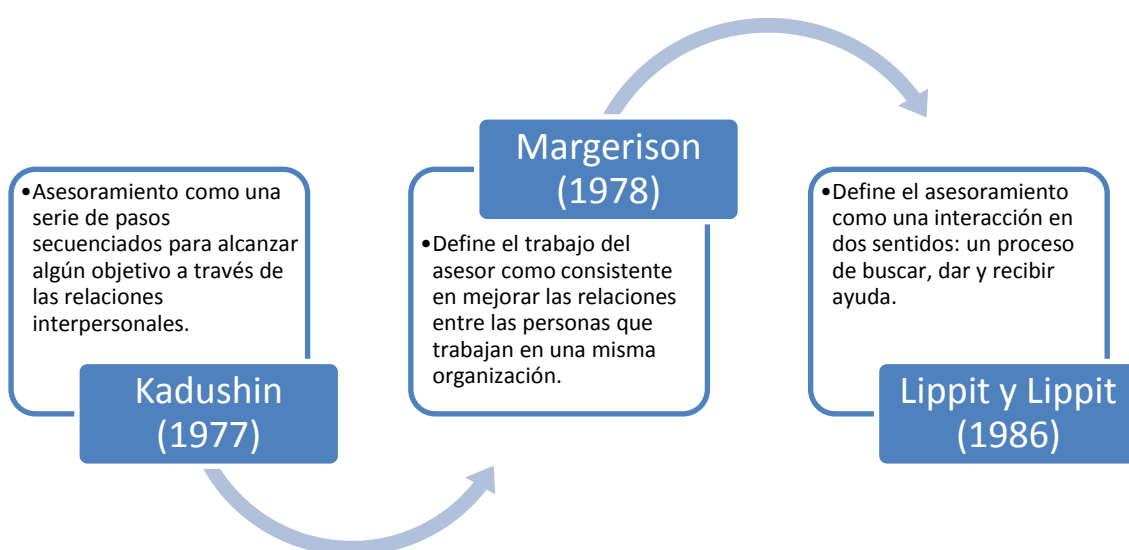 •Asesoramiento como una
serie de pasos
secuenciados para alcanzar
algún objetivo a través de
las relaciones
interpersonales.
Kadushin
(1977)
Margerison
(1978)
•Define el trabajo del
asesor como consistente
en mejorar las relaciones
entre las personas que
trabajan en una misma
organización.
•Define el asesoramiento
como una interacción en
dos sentidos: un proceso
de buscar, dar y recibir
ayuda.
Lippit y Lippit
(1986)